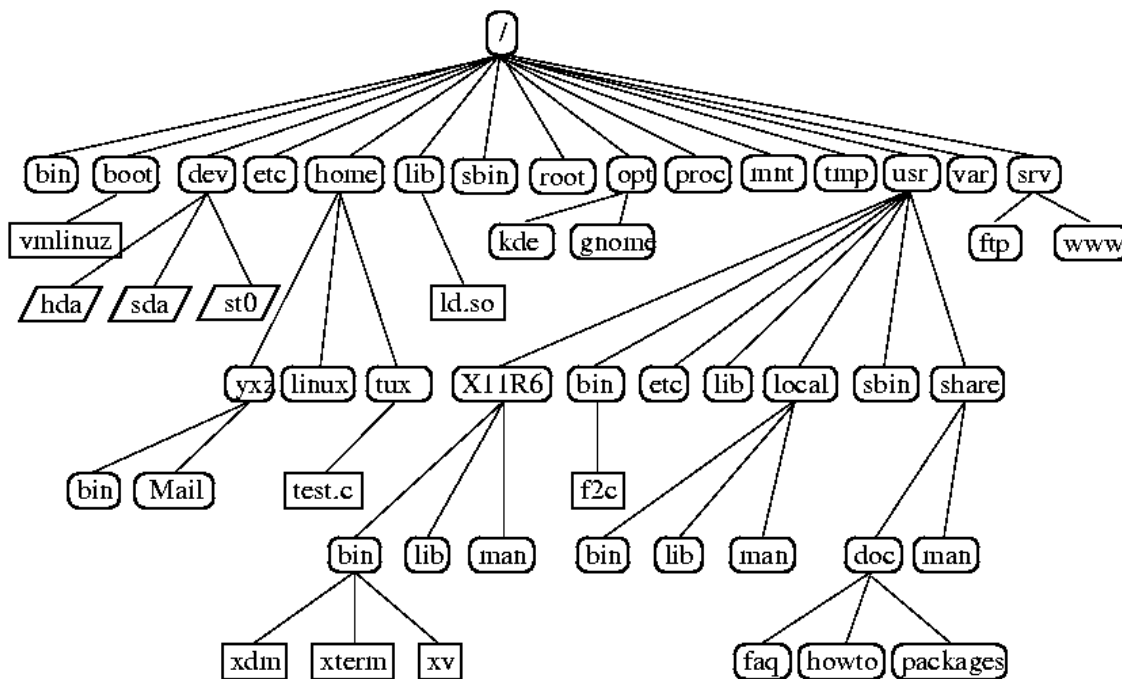 /
bin boot dev etc home lib sbin root opt proc mnt tmp usr var srv
vmlinuz kde gnome ftp www
hda sda st0 ld.so
yxz linux tux X11R6 bin etc lib local sbin share
bin Mail test.c f2c
bin lib man bin lib man doc man
xdm xterm xv faq howto packages